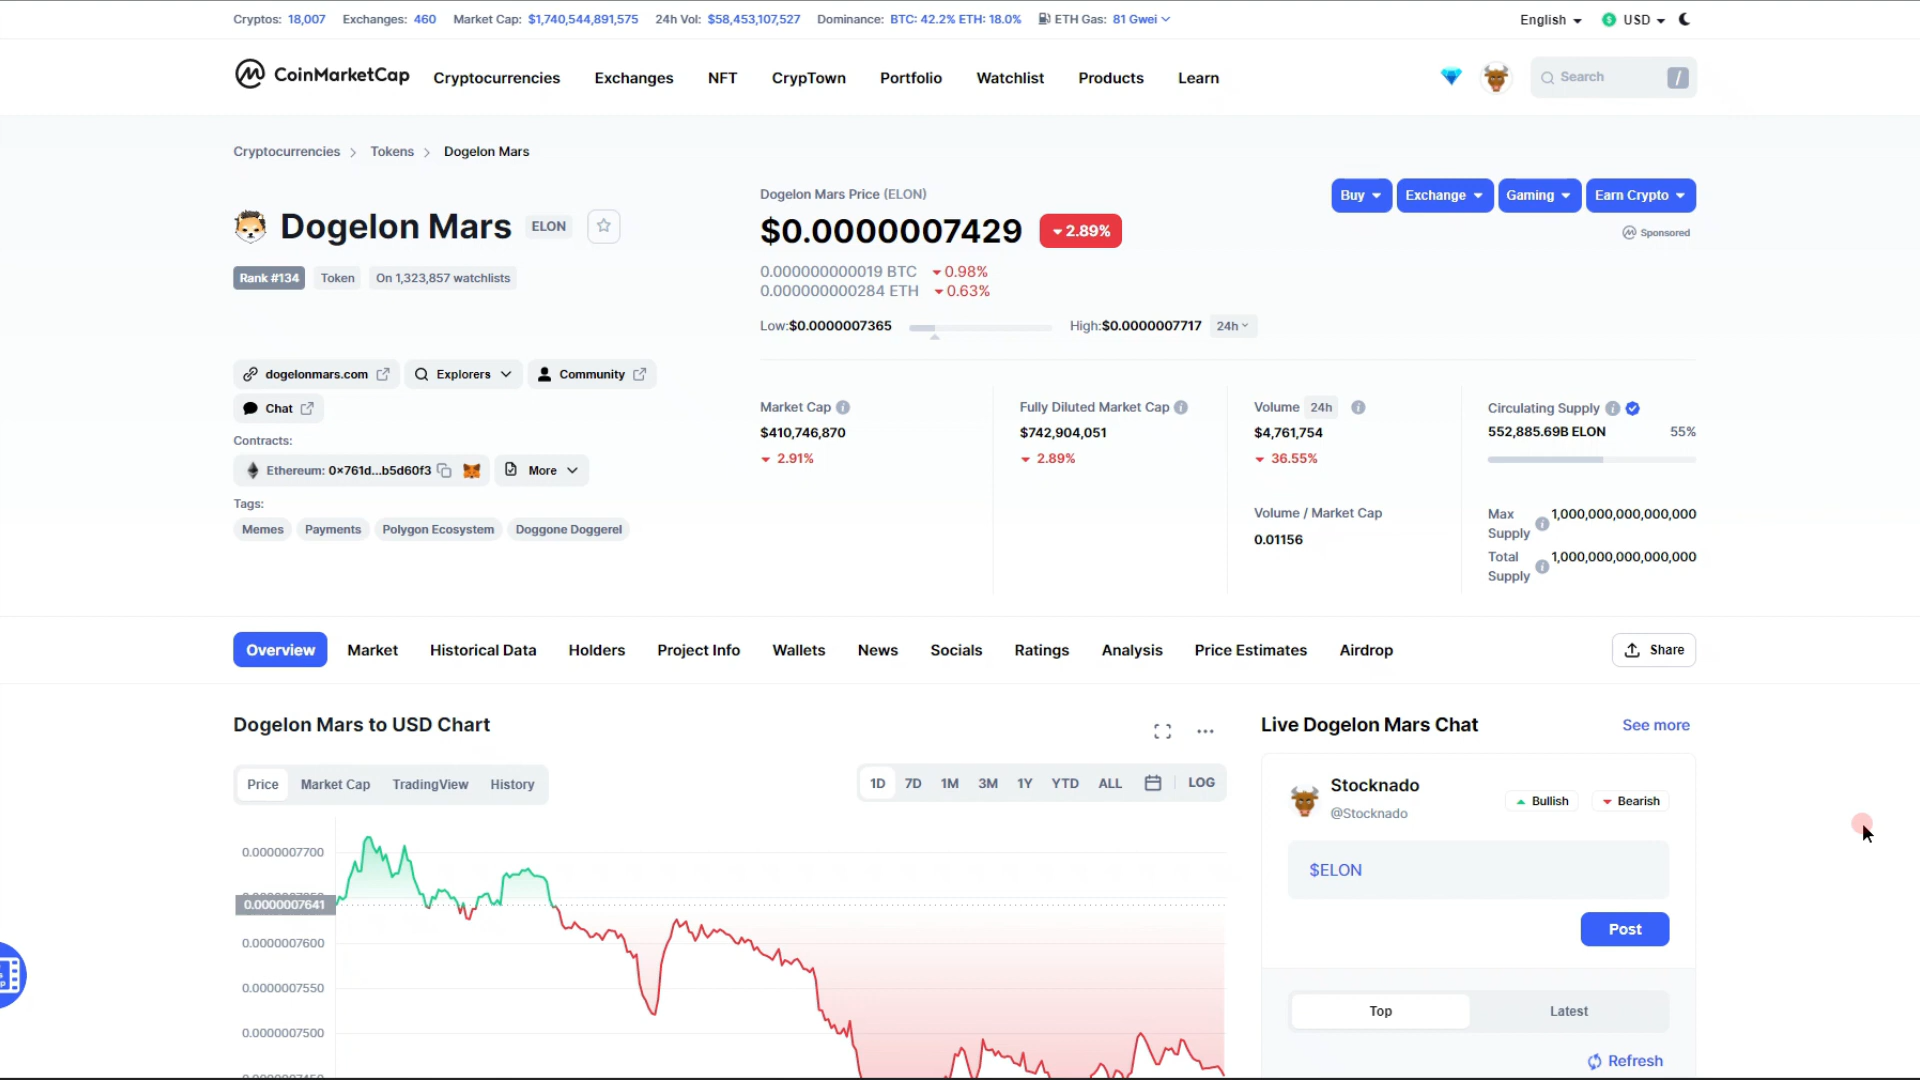 Cryptos: 18,007 Exchanges: 460 Market Cap: $1,740,544,891,575 24h Vol: $58,453,107,527 Dominance: BTC: 42.2% ETH: 18.0% ETH Gas: 81 Gwei English USD
CoinMarketCap Cryptocurrencies Exchanges NFT CrypTown Portfolio Watchlist Products Learn Search /
Cryptocurrencies Tokens Dogelon Mars
Dogelon Mars ELON
Rank #134 Token On 1,323,857 watchlists
dogelonmars.com Explorers Community
Chat
Contracts:
Ethereum: 0x761d...b5d60f3 More
Tags:
Memes Payments Polygon Ecosystem Doggone Doggerel
Dogelon Mars Price (ELON)
$0.0000007429 2.89%
0.000000000019 BTC 0.98%
0.000000000284 ETH 0.63%
Low:$0.0000007365 High:$0.0000007717 24h
Buy Exchange Gaming Earn Crypto
Sponsored
Market Cap
$410,746,870
2.91%
Fully Diluted Market Cap
$742,904,051
2.89%
Volume 24h
$4,761,754
36.55%
Volume / Market Cap
0.01156
Circulating Supply
552,885.69B ELON 55%
Max Supply 1,000,000,000,000,000
Total Supply 1,000,000,000,000,000
Overview Market Historical Data Holders Project Info Wallets News Socials Ratings Analysis Price Estimates Airdrop Share
Dogelon Mars to USD Chart
Price Market Cap TradingView History 1D 7D 1M 3M 1Y YTD ALL LOG
0.0000007700
0.0000007641
0.0000007600
0.0000007550
0.0000007500
Live Dogelon Mars Chat See more
Stocknado
@Stocknado
Bullish Bearish
$ELON
Post
Top Latest
Refresh